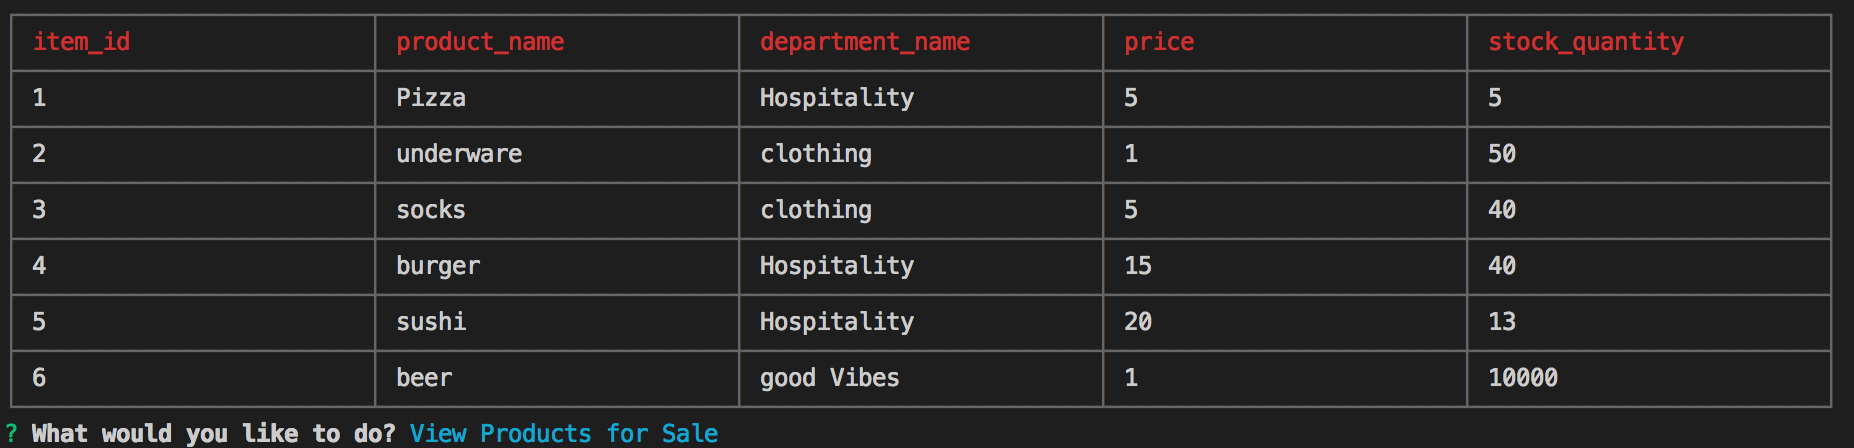 item_id product_name department_name price stock_quantity
1 Pizza Hospitality 5 5
2 underware clothing 1 50
3 socks clothing 5 40
4 burger Hospitality 15 40
5 sushi Hospitality 20 13
6 beer good Vibes 1 10000
? What would you like to do? View Products for Sale